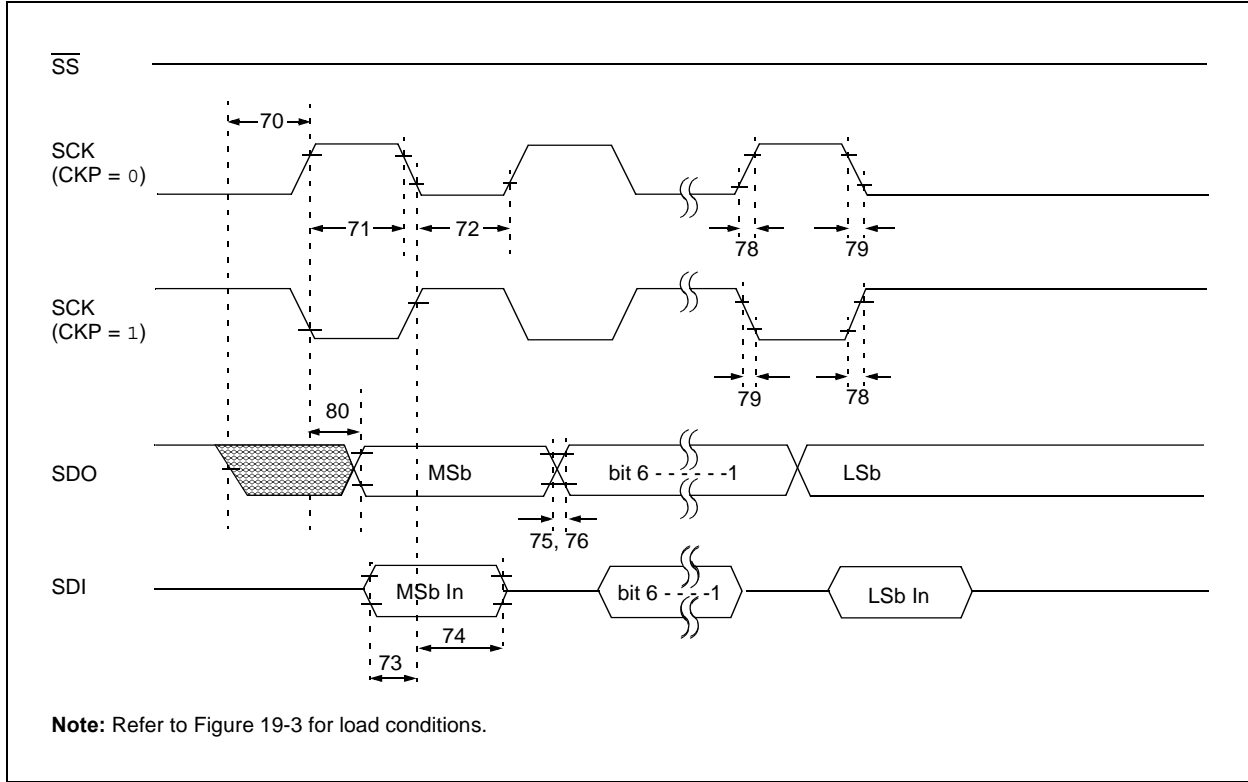 SS
70
SCK
(CKP = 0)
71
72
78
79
SCK
(CKP = 1)
79
78
80
SDO
MSb
bit 6 - - - - - -1
LSb
75, 76
SDI
MSb In
bit 6 - - - - -1
LSb In
74
73
Note: Refer to Figure 19-3 for load conditions.